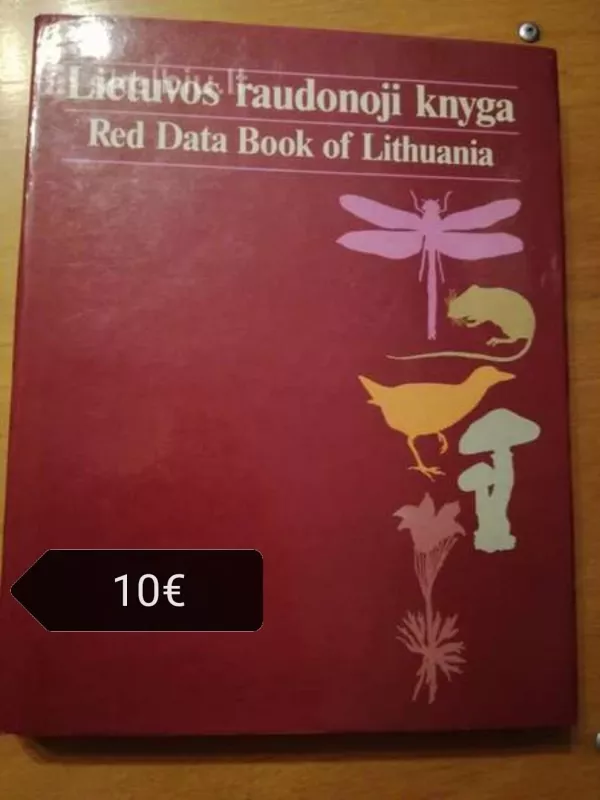 Lietuvos raudonoji knyga
Red Data Book of Lithuania
10€